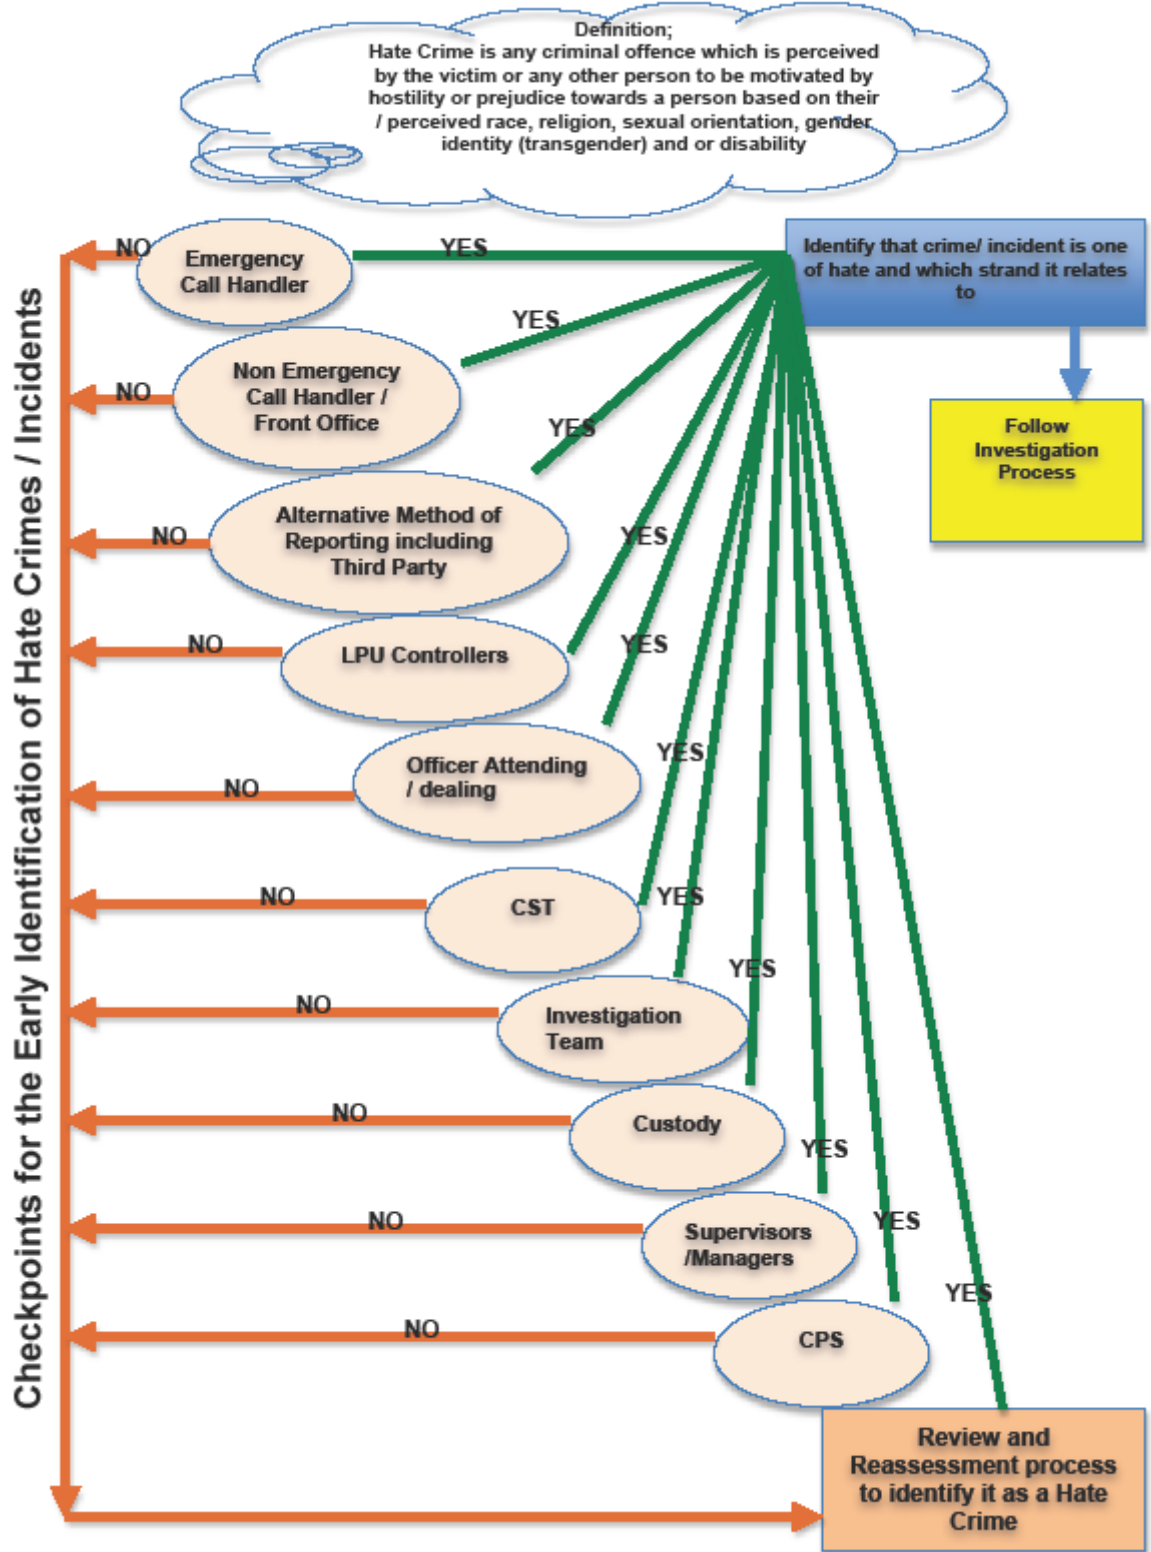 Definition;
Hate Crime is any criminal offence which is perceived
by the victim or any other person to be motivated by
hostility or prejudice towards a person based on their
/ perceived race, religion, sexual orientation, gender
identity (transgender) and or disability
Checkpoints for the Early Identification of Hate Crimes / Incidents
NO
Emergency
Call Handler
YES
Identify that crime/ incident is one
of hate and which strand it relates
to
Follow
Investigation
Process
NO
Non Emergency
Call Handler /
Front Office
YES
NO
Alternative Method of
Reporting including
Third Party
YES
NO
LPU Controllers
YES
NO
Officer Attending
/ dealing
YES
NO
CST
YES
NO
Investigation
Team
YES
NO
Custody
YES
NO
Supervisors
/Managers
YES
NO
CPS
YES
YES
Review and
Reassessment process
to identify it as a Hate
Crime